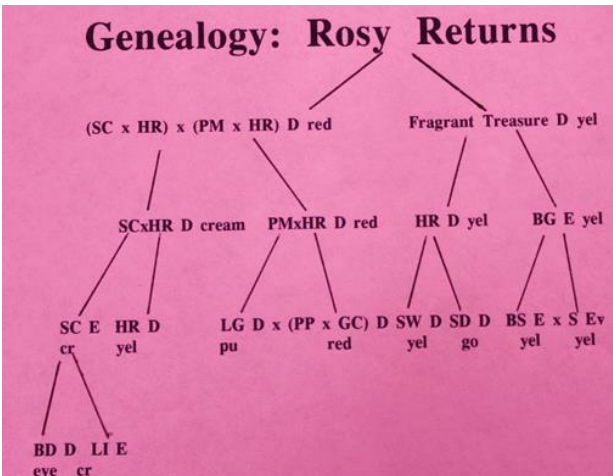 Genealogy: Rosy Returns
(SC x HR) x (PM x HR) D red Fragrant Treasure D yel
SCxHR D cream PMxHR D red HR D yel BG E yel
SC E HR D LG D x (PP x GC) D SW D SD D BS E x S Ev
cr yel pu red yel go yel yel
BD D LI E
eye cr